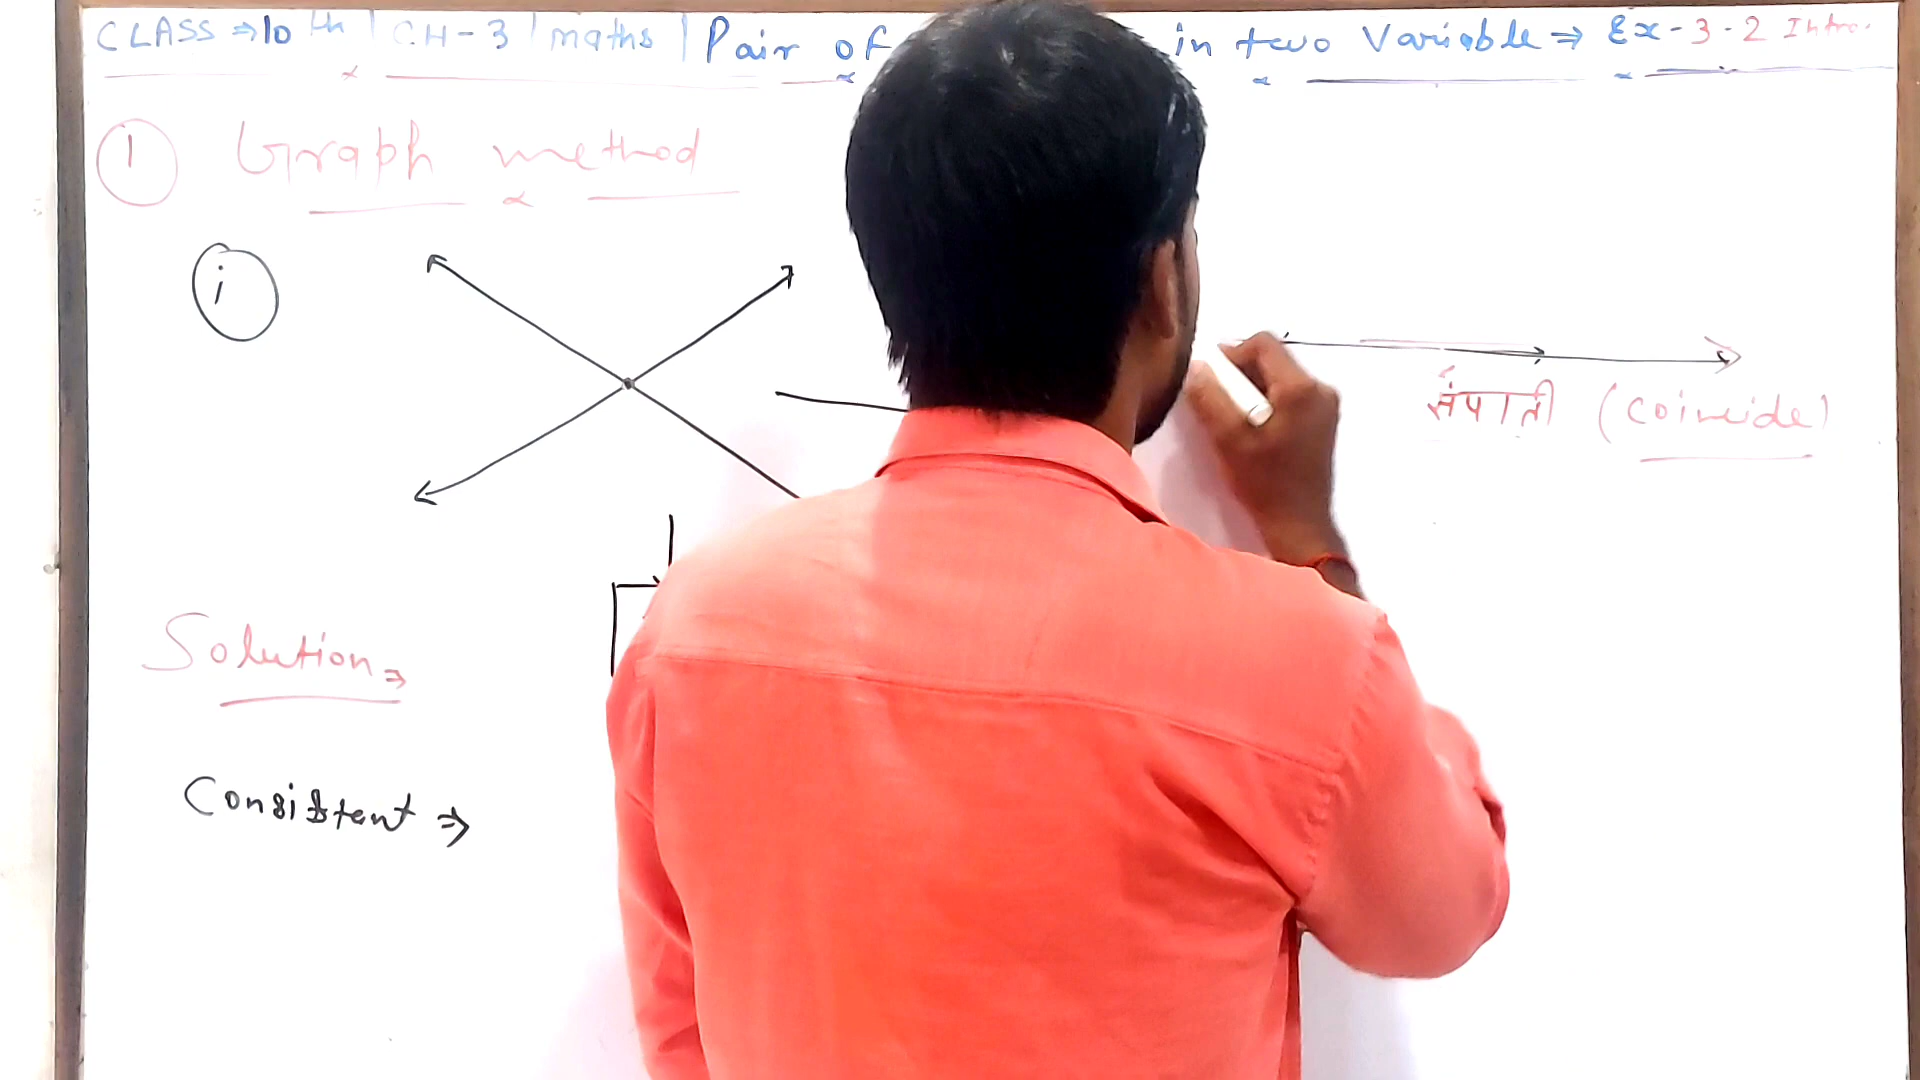 CLASS ⇒ 10th | CH-3 | maths | Pair of in two Variable ⇒ Ex-3-2 Intro.
① Graph method
ⓘ
संपाती (coincide)
Solution ⇒
Consistent ⇒